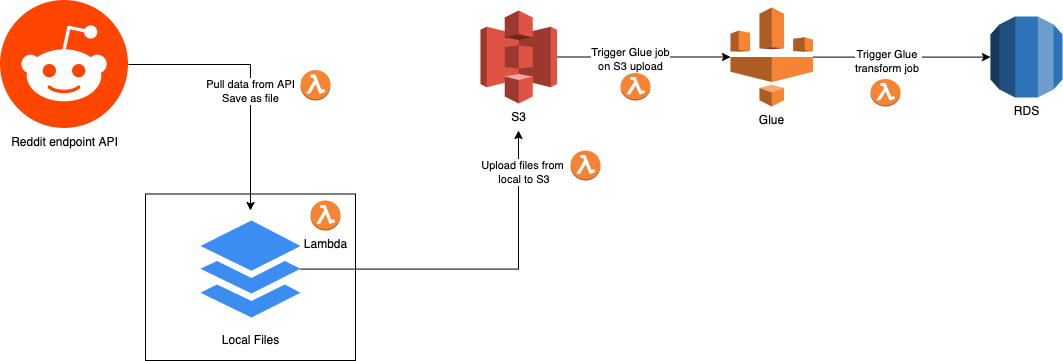 Reddit endpoint API
Pull data from API
Save as file
Lambda
Local Files
Upload files from
local to S3
S3
Trigger Glue job
on S3 upload
Glue
Trigger Glue
transform job
RDS